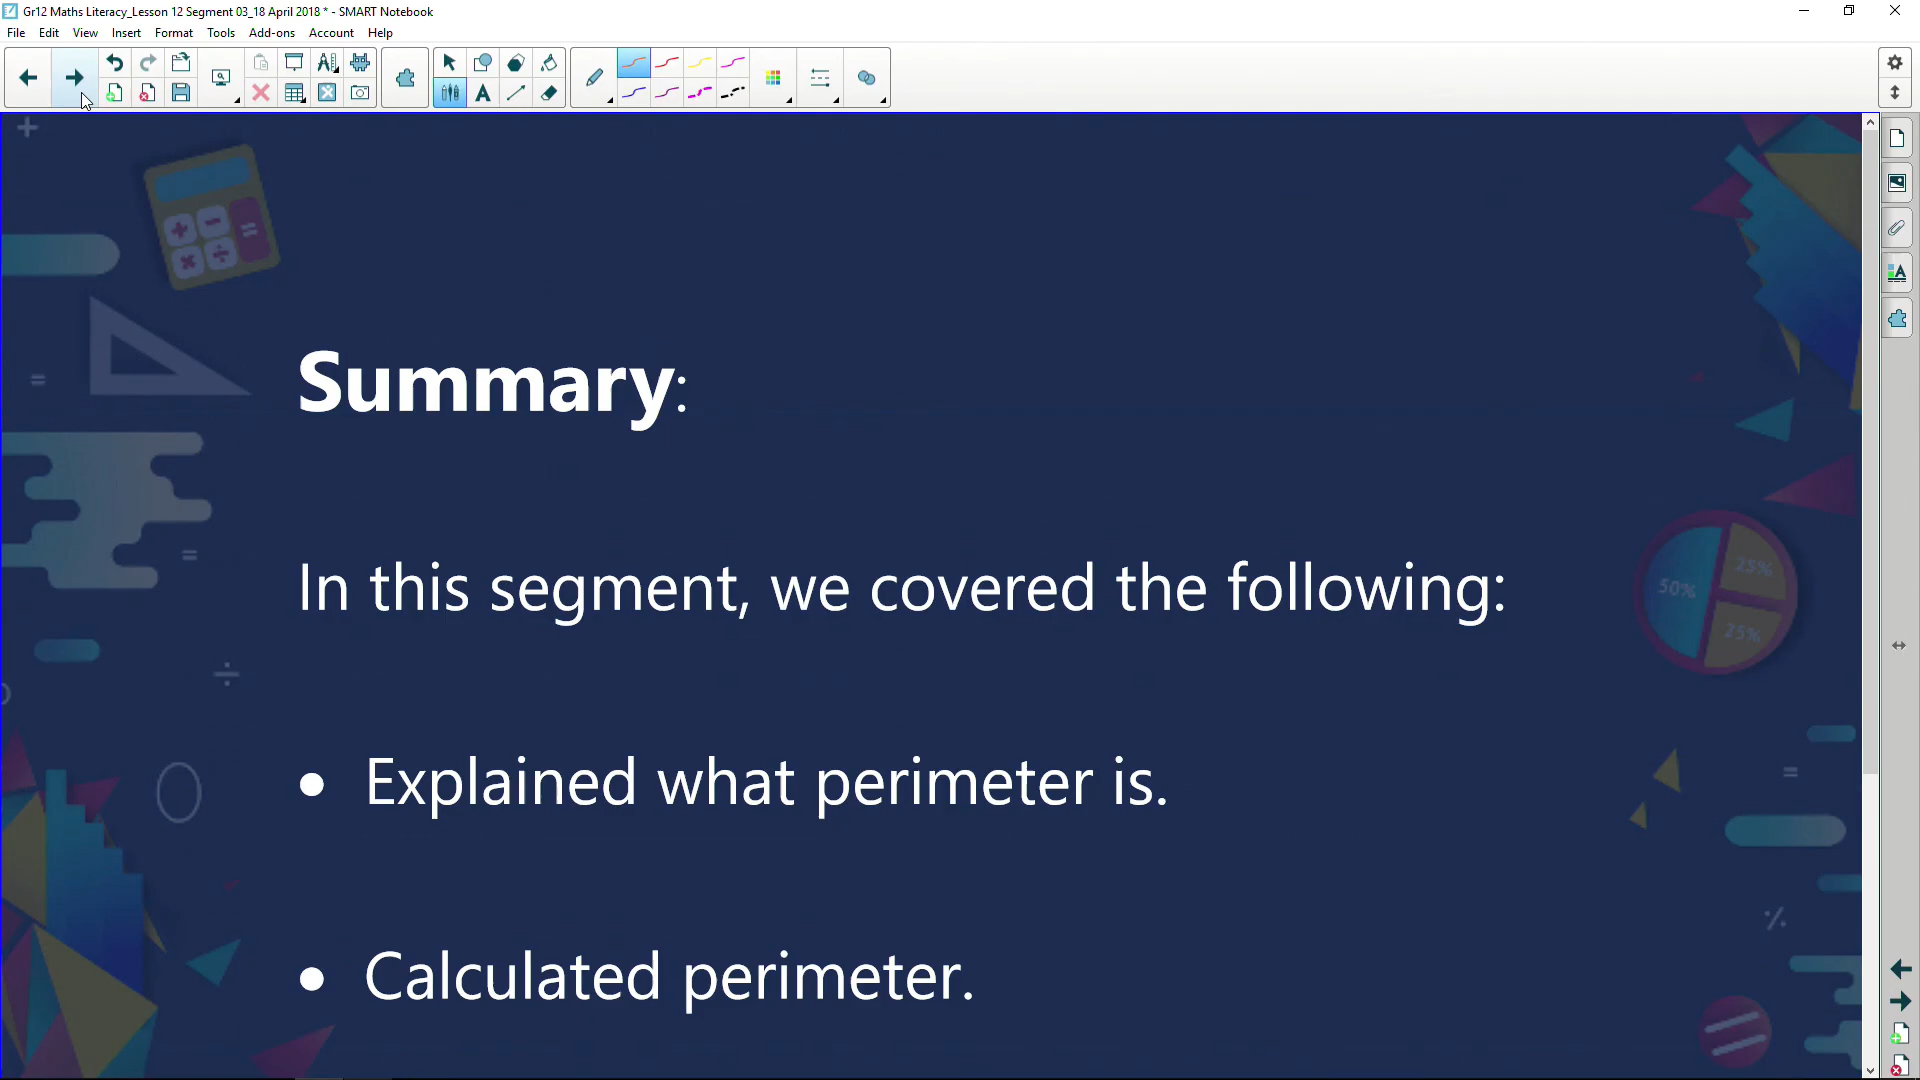 Gr12 Maths Literacy_Lesson 12 Segment 03_18 April 2018 * - SMART Notebook
File Edit View Insert Format Tools Add-ons Account Help
Summary:
In this segment, we covered the following:
• Explained what perimeter is.
• Calculated perimeter.
50%
25%
25%